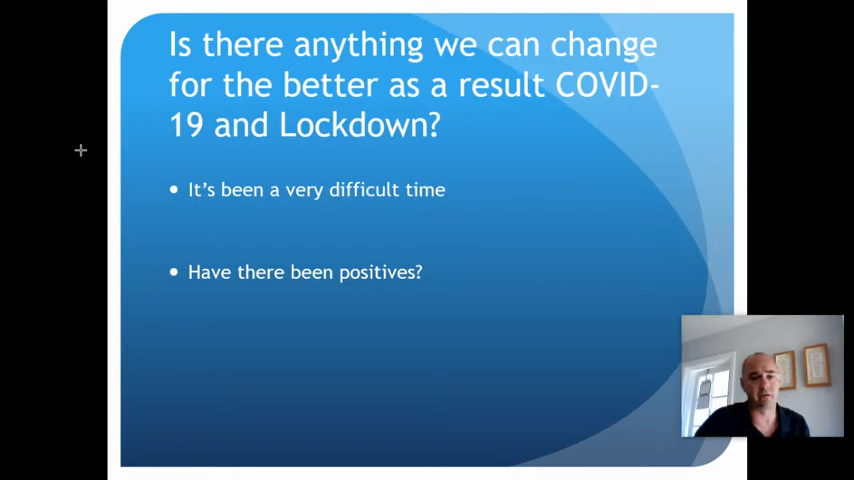 Is there anything we can change
for the better as a result COVID-
19 and Lockdown?
• It’s been a very difficult time
• Have there been positives?